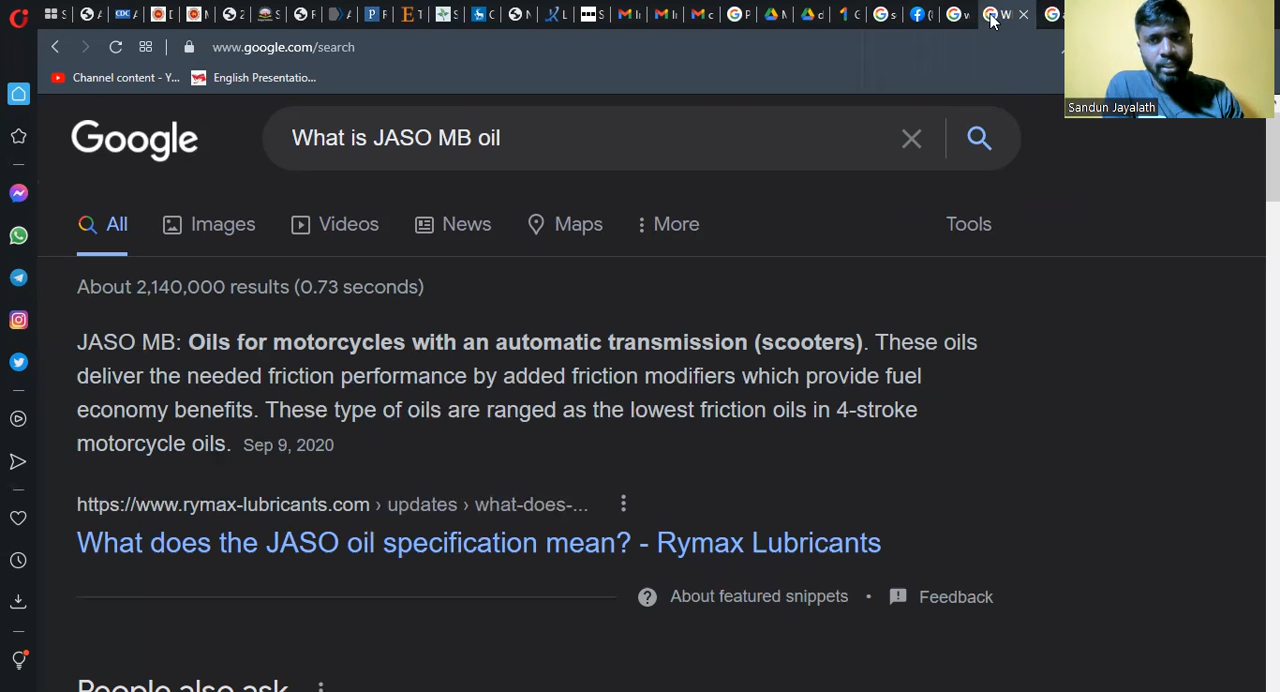 www.google.com/search
Channel content - Y...
English Presentatio...
Sandun Jayalath
Google
What is JASO MB oil
All
Images
Videos
News
Maps
More
Tools
About 2,140,000 results (0.73 seconds)
JASO MB: Oils for motorcycles with an automatic transmission (scooters). These oils
deliver the needed friction performance by added friction modifiers which provide fuel
economy benefits. These type of oils are ranged as the lowest friction oils in 4-stroke
motorcycle oils. Sep 9, 2020
https://www.rymax-lubricants.com › updates › what-does-...
What does the JASO oil specification mean? - Rymax Lubricants
About featured snippets • Feedback
People also ask